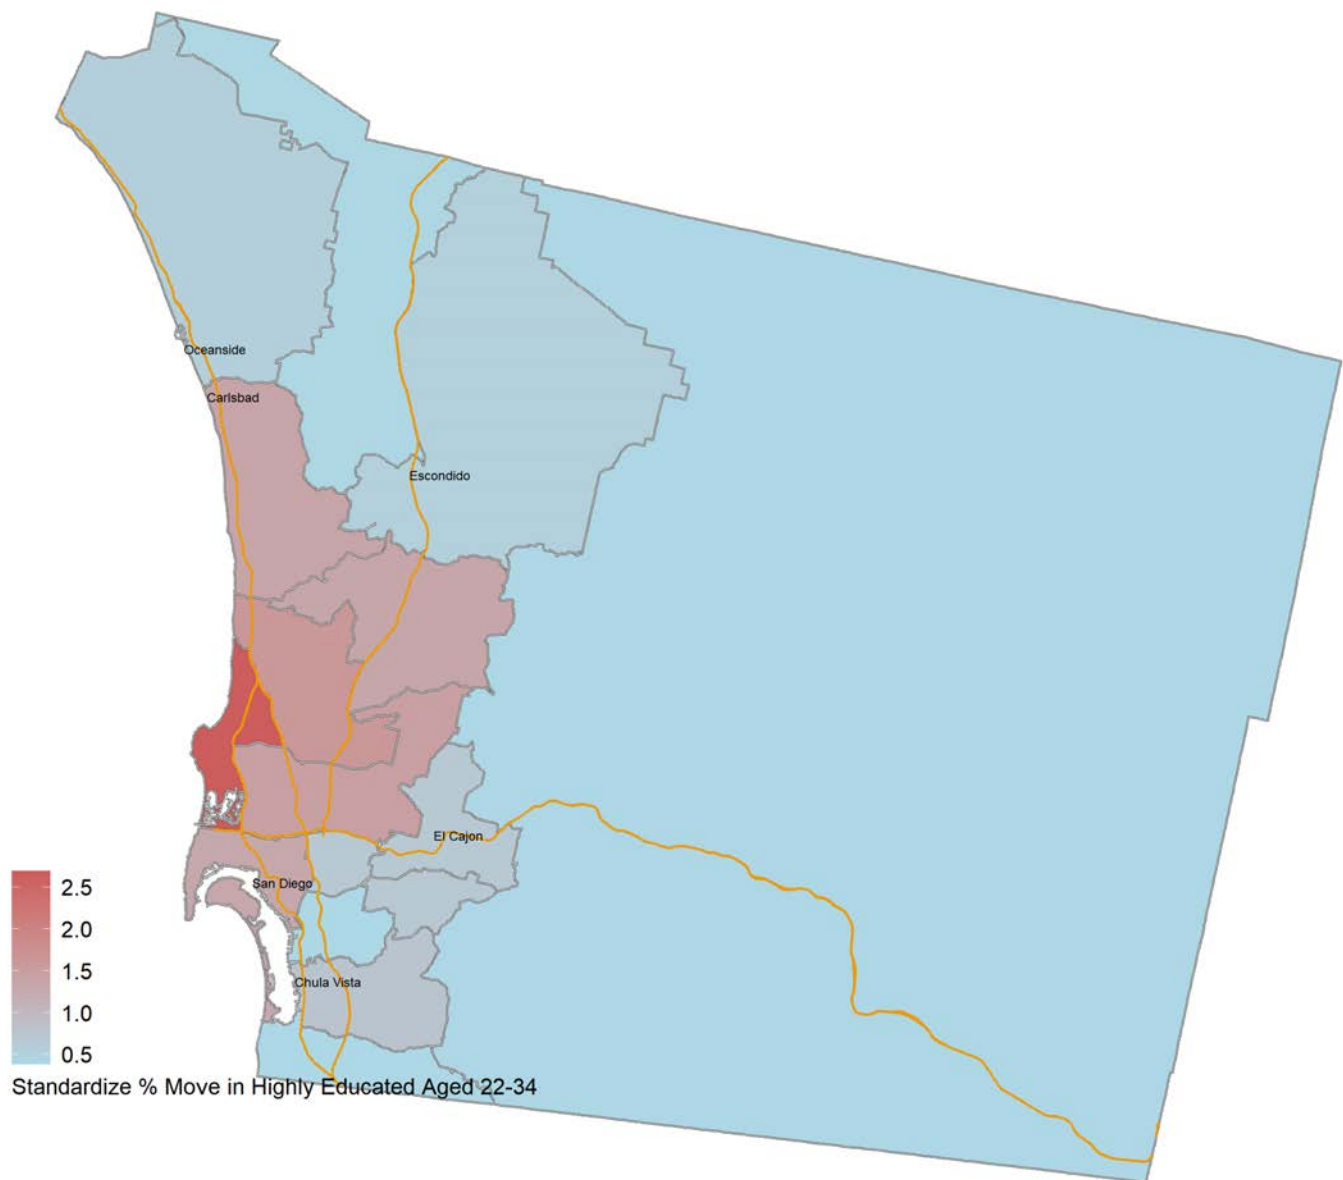 Oceanside
Carlsbad
Escondido
El Cajon
San Diego
Chula Vista
2.5
2.0
1.5
1.0
0.5
Standardize % Move in Highly Educated Aged 22-34